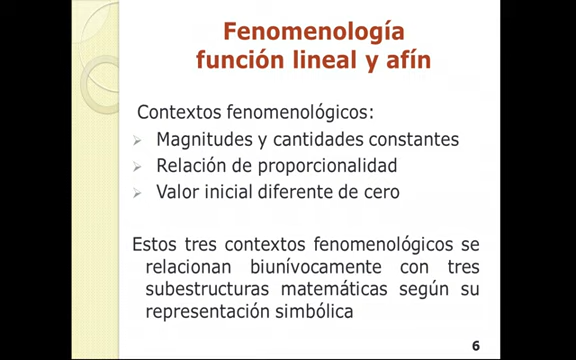 Fenomenología
función lineal y afín
Contextos fenomenológicos:
Magnitudes y cantidades constantes
Relación de proporcionalidad
Valor inicial diferente de cero
Estos tres contextos fenomenológicos se
relacionan biunívocamente con tres
subestructuras matemáticas según su
representación simbólica
6